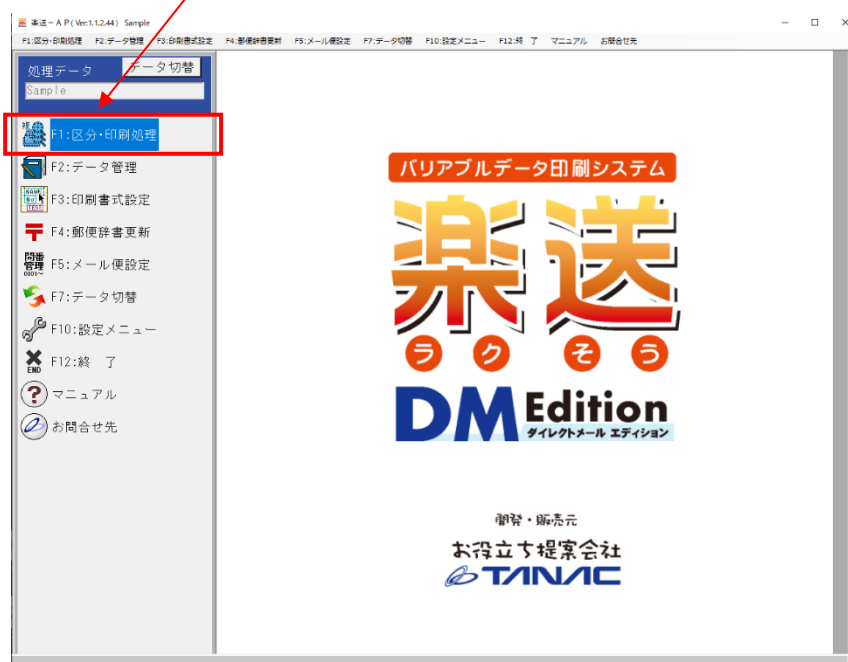 楽送－ＡＰ(Ver:1.1.2.44) Sample
F1:区分・印刷処理 F2:データ管理 F3:印刷書式設定 F4:郵便辞書更新 F5:メール便設定 F7:データ切替 F10:設定メニュー F12:終　了 マニュアル お問合せ先
処理データ データ切替
Sample
F1:区分・印刷処理
F2:データ管理
NAME
No
TEXT
F3:印刷書式設定
F4:郵便辞書更新
問番
管理
0001～
F5:メール便設定
F7:データ切替
F10:設定メニュー
END
F12:終　了
マニュアル
お問合せ先
バリアブルデータ印刷システム
楽送
ラクそう
DM Edition
ダイレクトメール エディション
開発・販売元
お役立ち提案会社
TANAC